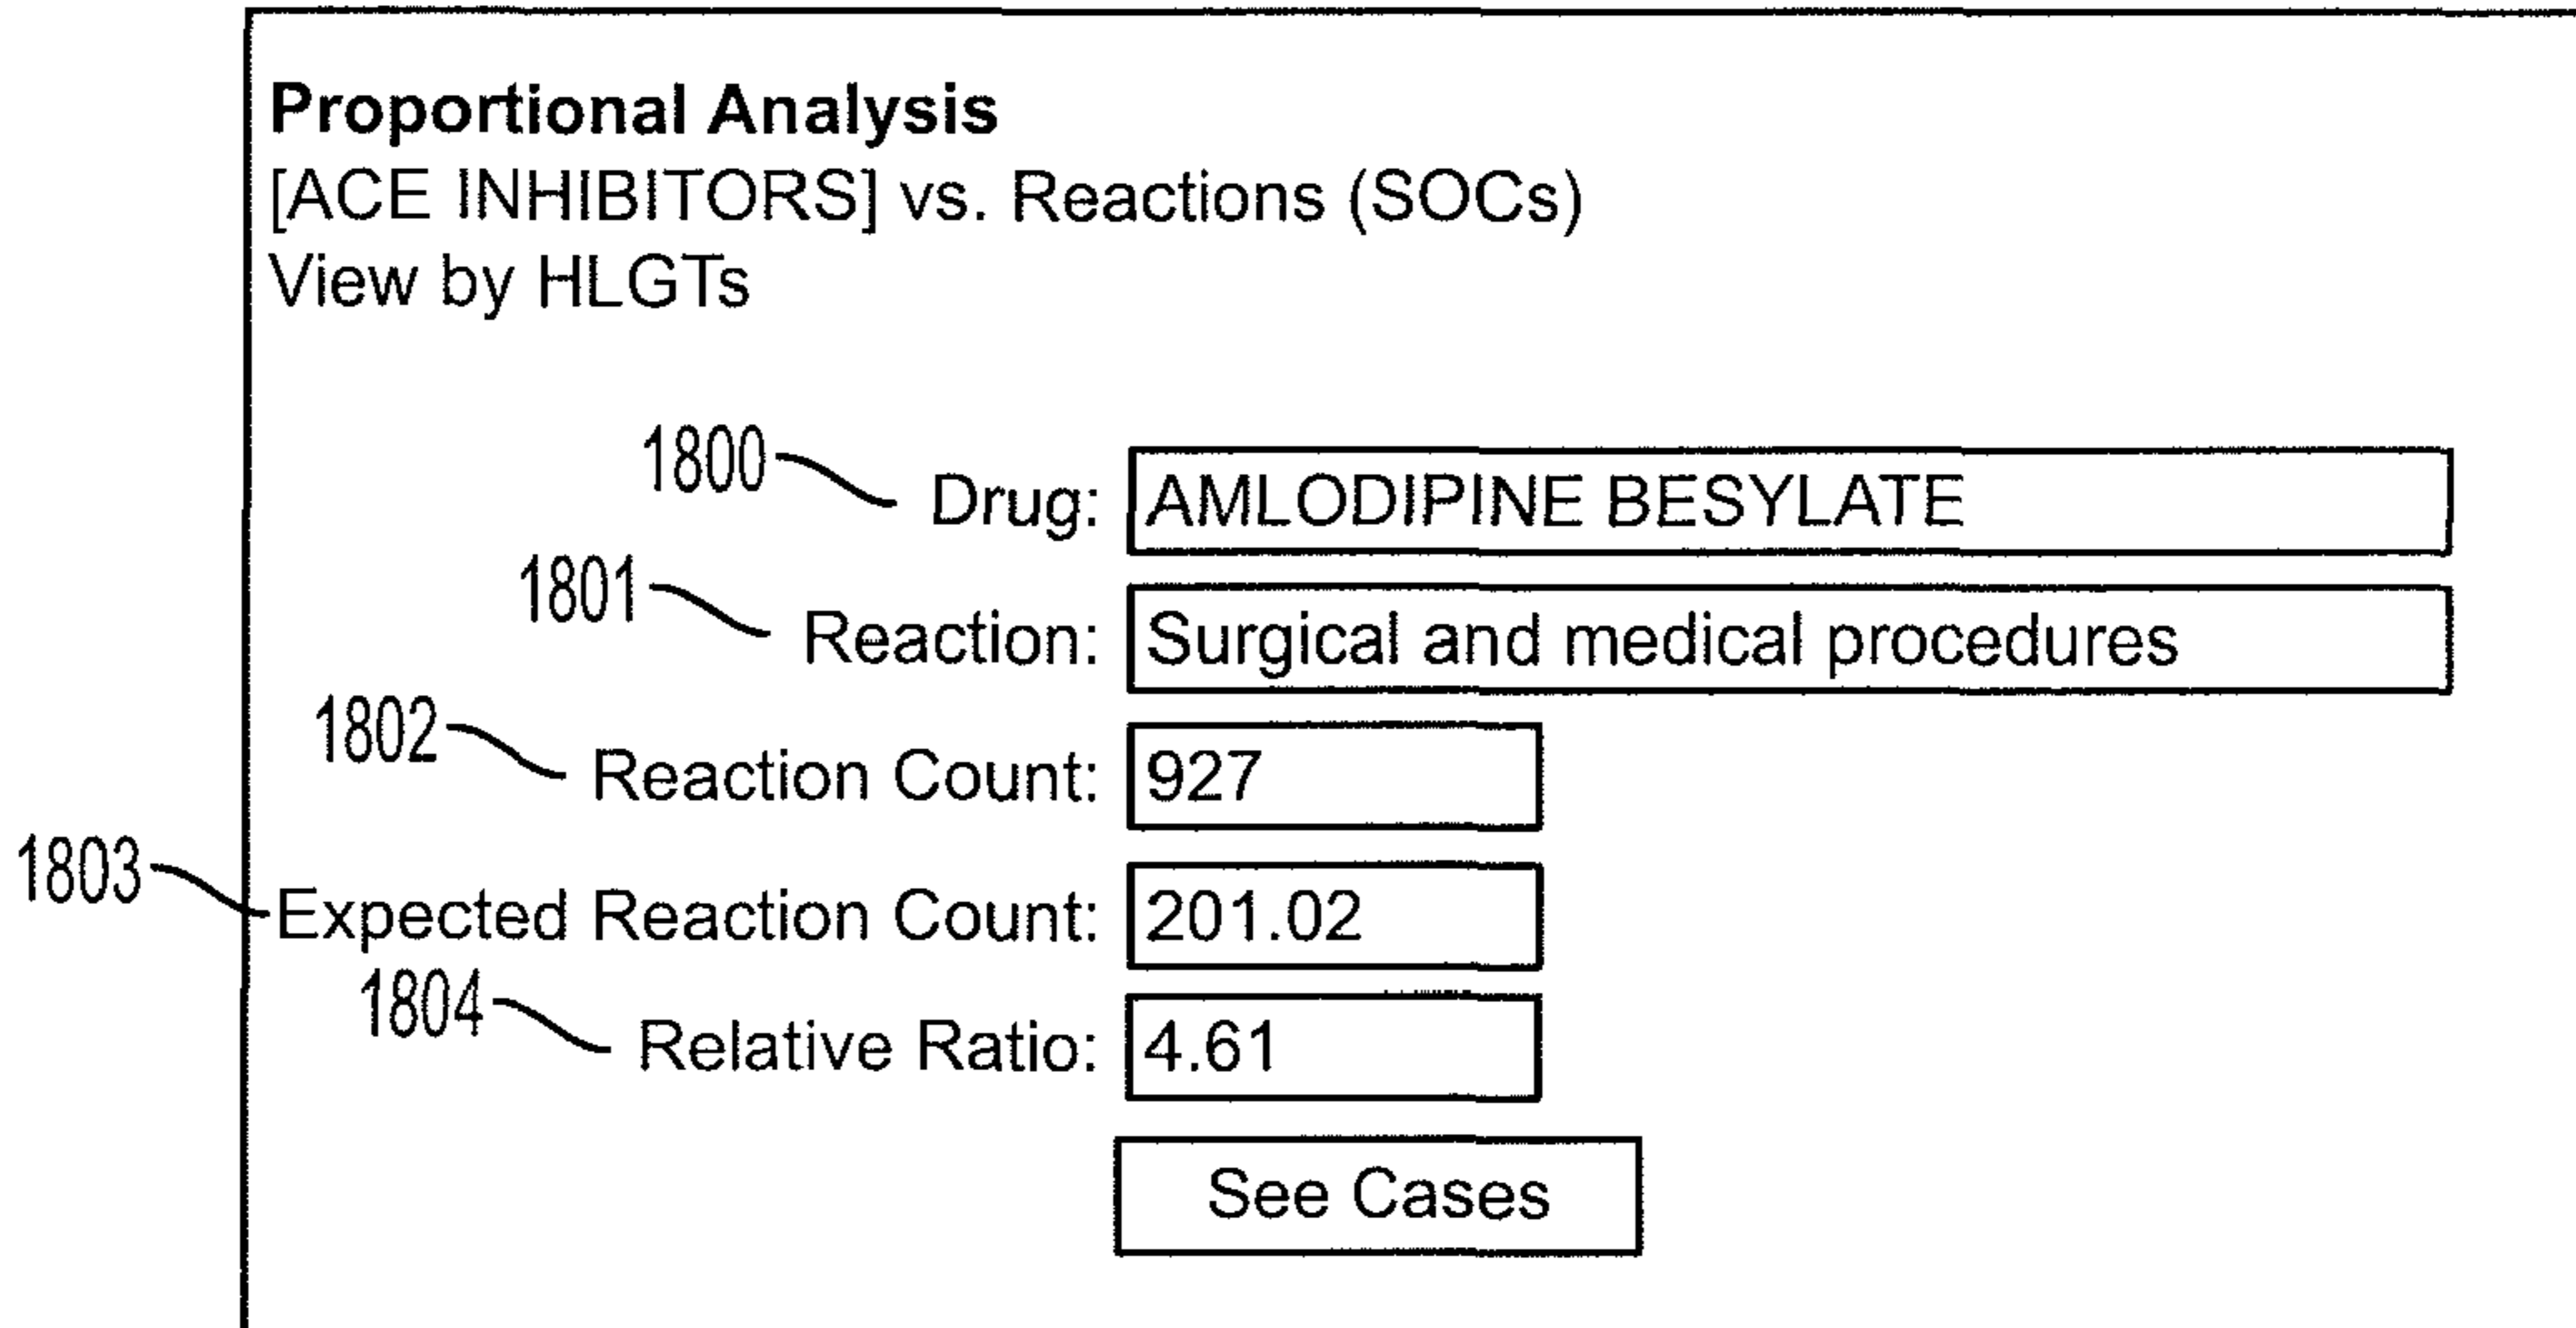 Proportional Analysis
[ACE INHIBITORS] vs. Reactions (SOCs)
View by HLGTs
1800 Drug: AMLODIPINE BESYLATE
1801 Reaction: Surgical and medical procedures
1802 Reaction Count: 927
1803 Expected Reaction Count: 201.02
1804 Relative Ratio: 4.61
See Cases